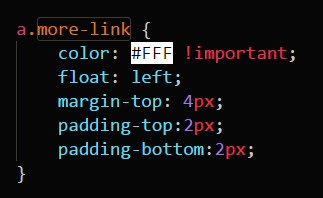 a.more-link {
color: #FFF !important;
float: left;
margin-top: 4px;
padding-top:2px;
padding-bottom:2px;
}